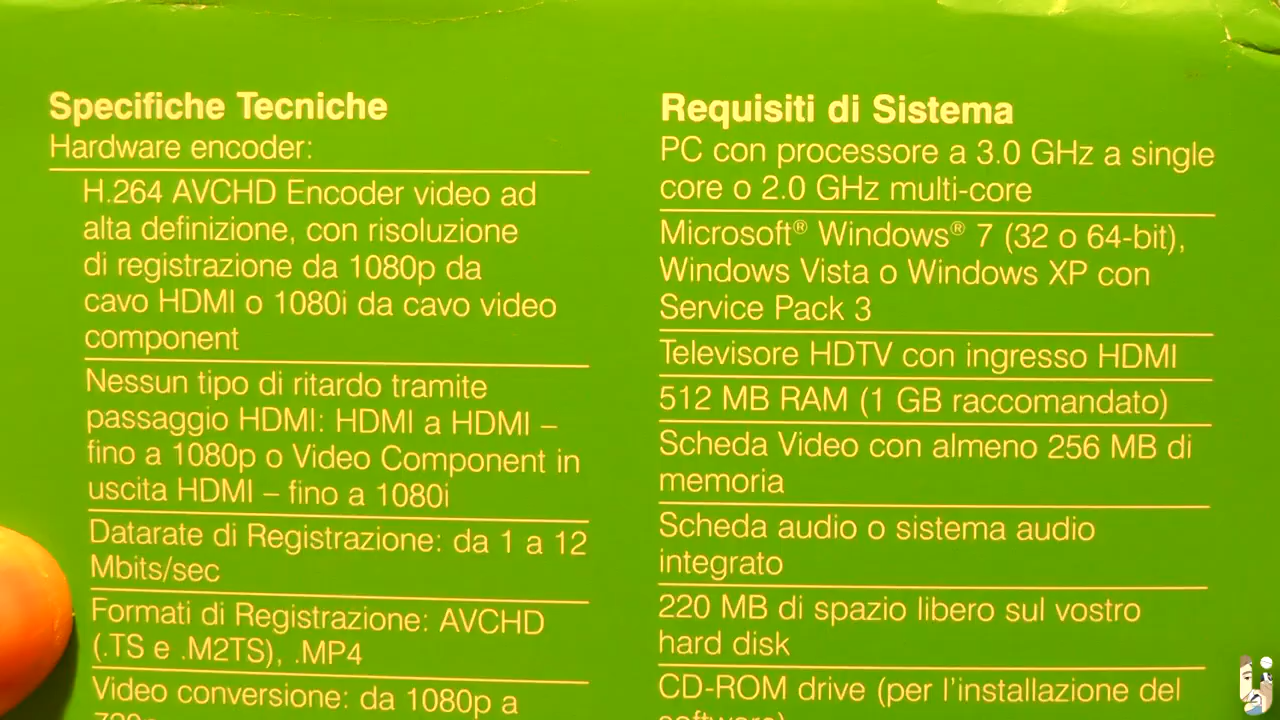 Specifiche Tecniche
Hardware encoder:
H.264 AVCHD Encoder video ad
alta definizione, con risoluzione
di registrazione da 1080p da
cavo HDMI o 1080i da cavo video
component
Nessun tipo di ritardo tramite
passaggio HDMI: HDMI a HDMI –
fino a 1080p o Video Component in
uscita HDMI – fino a 1080i
Datarate di Registrazione: da 1 a 12
Mbits/sec
Formati di Registrazione: AVCHD
(.TS e .M2TS), .MP4
Video conversione: da 1080p a
Requisiti di Sistema
PC con processore a 3.0 GHz a single
core o 2.0 GHz multi-core
Microsoft® Windows® 7 (32 o 64-bit),
Windows Vista o Windows XP con
Service Pack 3
Televisore HDTV con ingresso HDMI
512 MB RAM (1 GB raccomandato)
Scheda Video con almeno 256 MB di
memoria
Scheda audio o sistema audio
integrato
220 MB di spazio libero sul vostro
hard disk
CD-ROM drive (per l'installazione del
software)